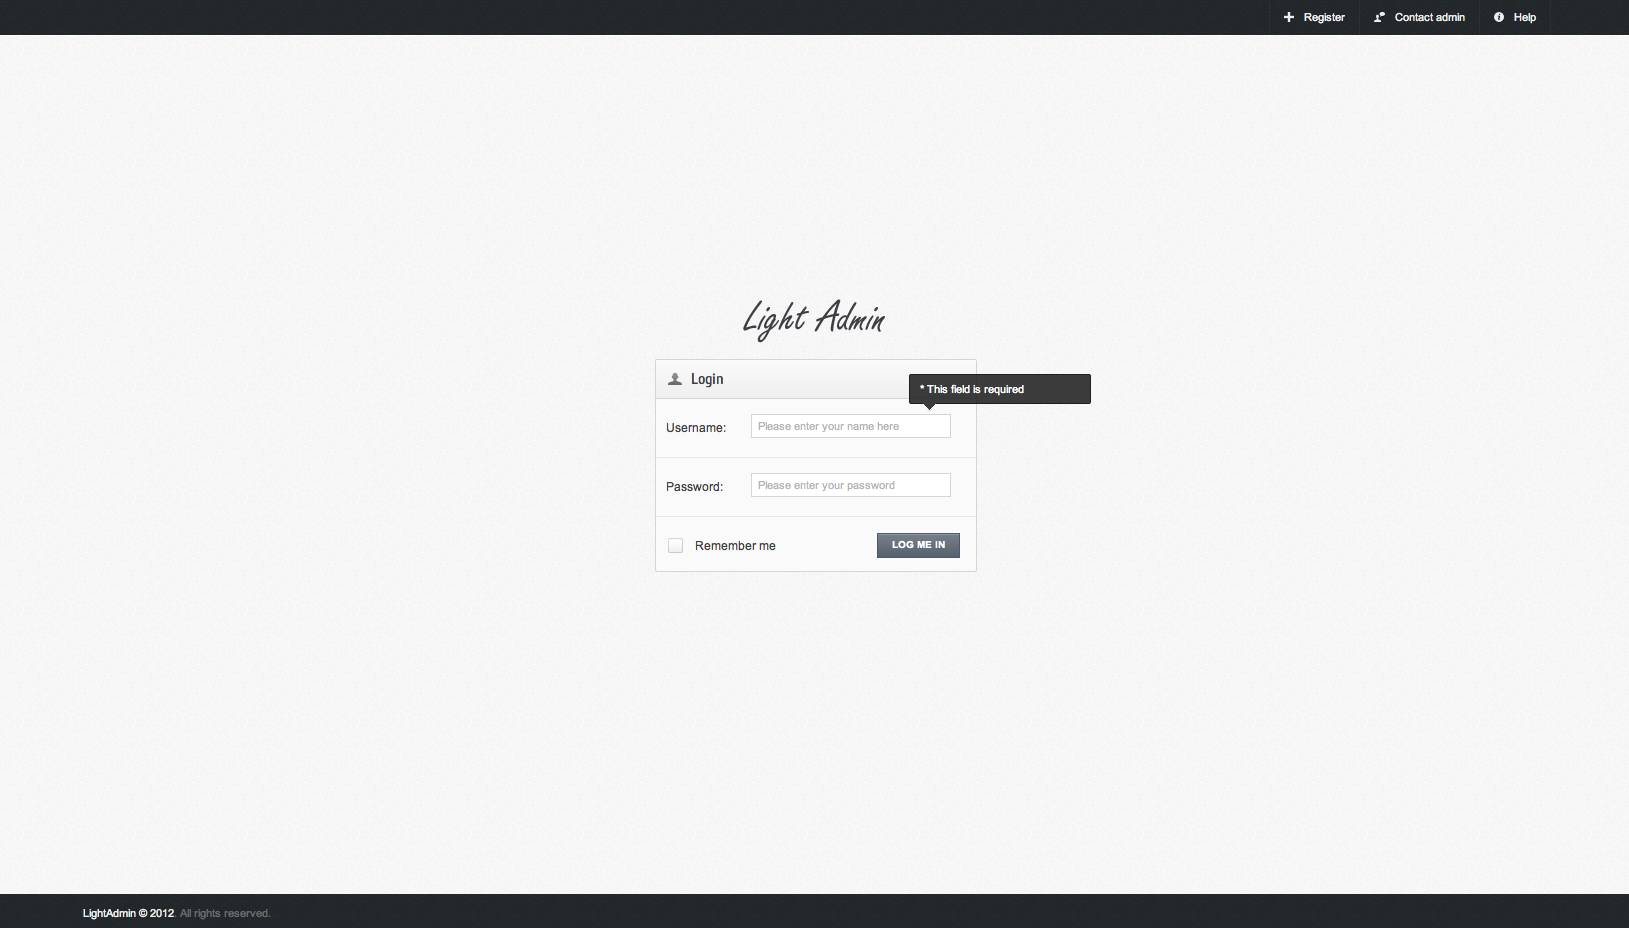 Register Contact admin Help
Light Admin
Login
* This field is required
Username: Please enter your name here
Password: Please enter your password
Remember me LOG ME IN
LightAdmin © 2012. All rights reserved.